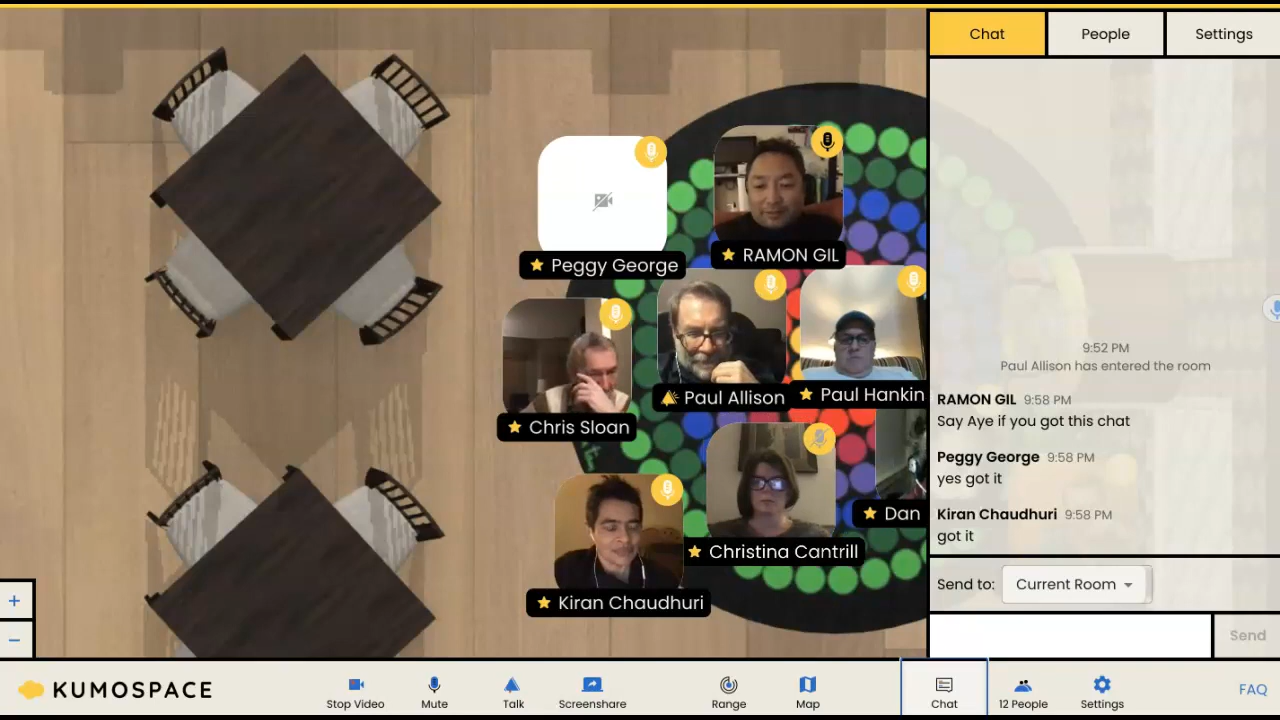 Chat
People
Settings
Peggy George
RAMON GIL
Chris Sloan
Paul Allison
Paul Hankin
Dan
Christina Cantrill
Kiran Chaudhuri
9:52 PM
Paul Allison has entered the room
RAMON GIL 9:58 PM
Say Aye if you got this chat
Peggy George 9:58 PM
yes got it
Kiran Chaudhuri 9:58 PM
got it
Send to: Current Room
Send
+
−
KUMOSPACE
Stop Video
Mute
Talk
Screenshare
Range
Map
Chat
12 People
Settings
FAQ